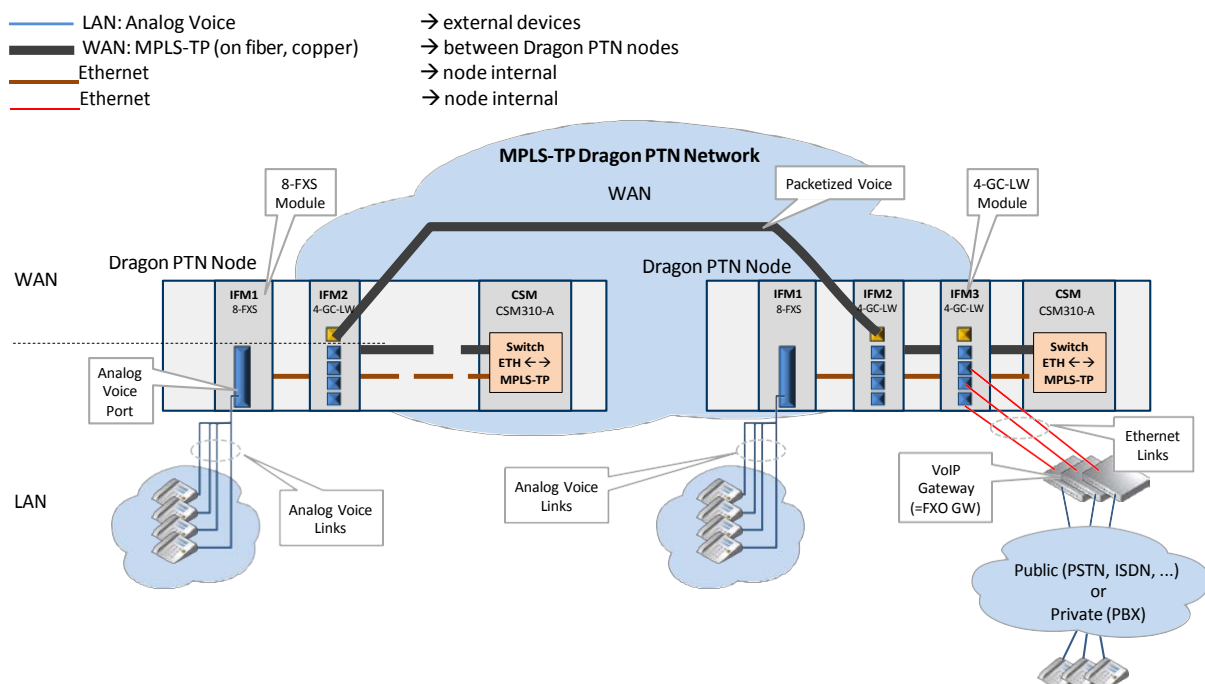 LAN: Analog Voice → external devices
WAN: MPLS-TP (on fiber, copper) → between Dragon PTN nodes
Ethernet → node internal
Ethernet → node internal
MPLS-TP Dragon PTN Network
WAN
8-FXS
Module
Packetized Voice
4-GC-LW
Module
WAN
Dragon PTN Node
IFM1
8-FXS
IFM2
4-GC-LW
CSM
CSM310-A
Switch
ETH ←→
MPLS-TP
Dragon PTN Node
IFM1
8-FXS
IFM2
4-GC-LW
IFM3
4-GC-LW
CSM
CSM310-A
Switch
ETH ←→
MPLS-TP
Analog
Voice
Port
LAN
Analog Voice
Links
Analog Voice
Links
VoIP
Gateway
(=FXO GW)
Ethernet
Links
Public (PSTN, ISDN, ...)
or
Private (PBX)